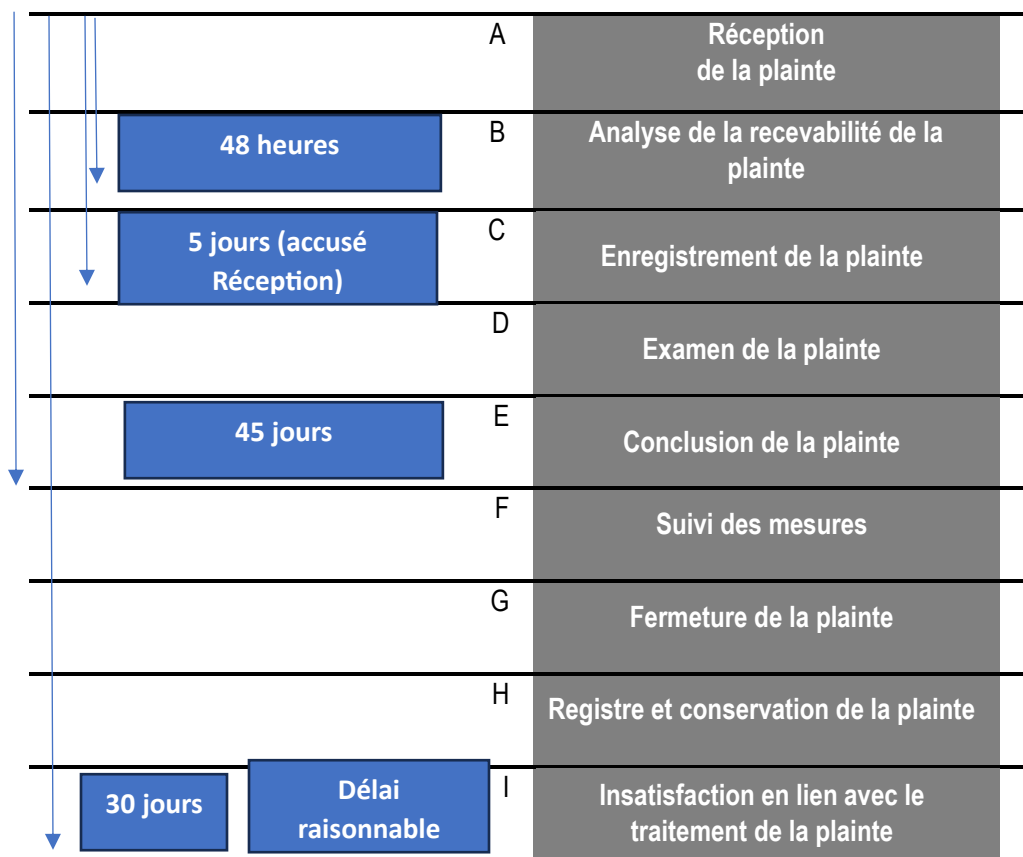 A
Réception
de la plainte
48 heures
B
Analyse de la recevabilité de la
plainte
5 jours (accusé
Réception)
C
Enregistrement de la plainte
D
Examen de la plainte
45 jours
E
Conclusion de la plainte
F
Suivi des mesures
G
Fermeture de la plainte
H
Registre et conservation de la plainte
30 jours
Délai
raisonnable
I
Insatisfaction en lien avec le
traitement de la plainte